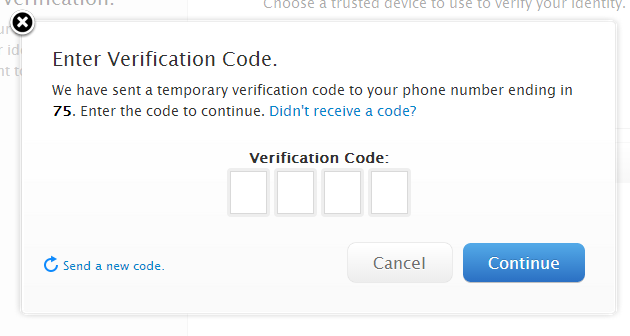 Choose a trusted device to use to verify your identity.
Enter Verification Code.
We have sent a temporary verification code to your phone number ending in
75. Enter the code to continue. Didn't receive a code?
Verification Code:
Send a new code.
Cancel
Continue